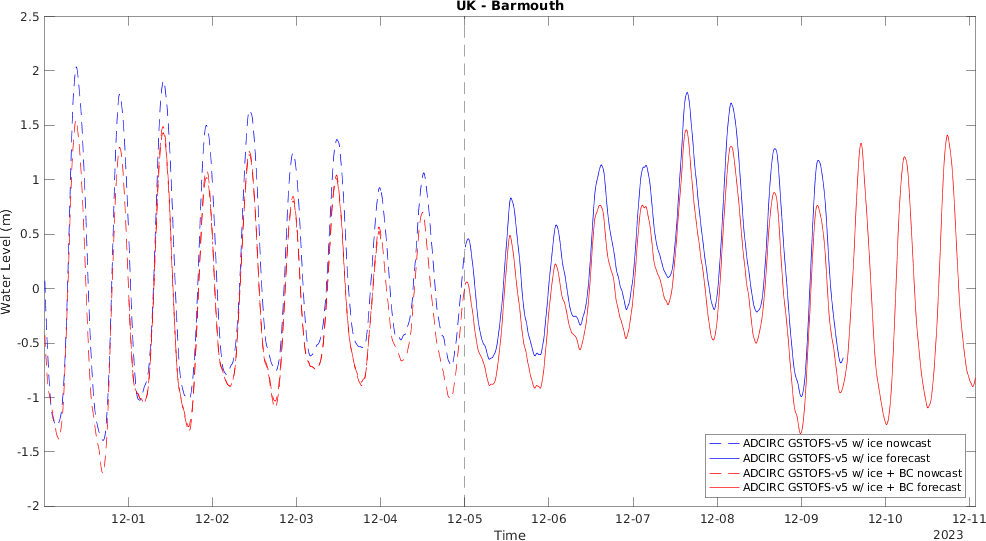 UK - Barmouth
2.5
2
1.5
1
0.5
0
-0.5
-1
-1.5
-2
Water Level (m)
ADCIRC GSTOFS-v5 w/ ice nowcast
ADCIRC GSTOFS-v5 w/ ice forecast
ADCIRC GSTOFS-v5 w/ ice + BC nowcast
ADCIRC GSTOFS-v5 w/ ice + BC forecast
12-01 12-02 12-03 12-04 12-05 12-06 12-07 12-08 12-09 12-10 12-11
Time
2023